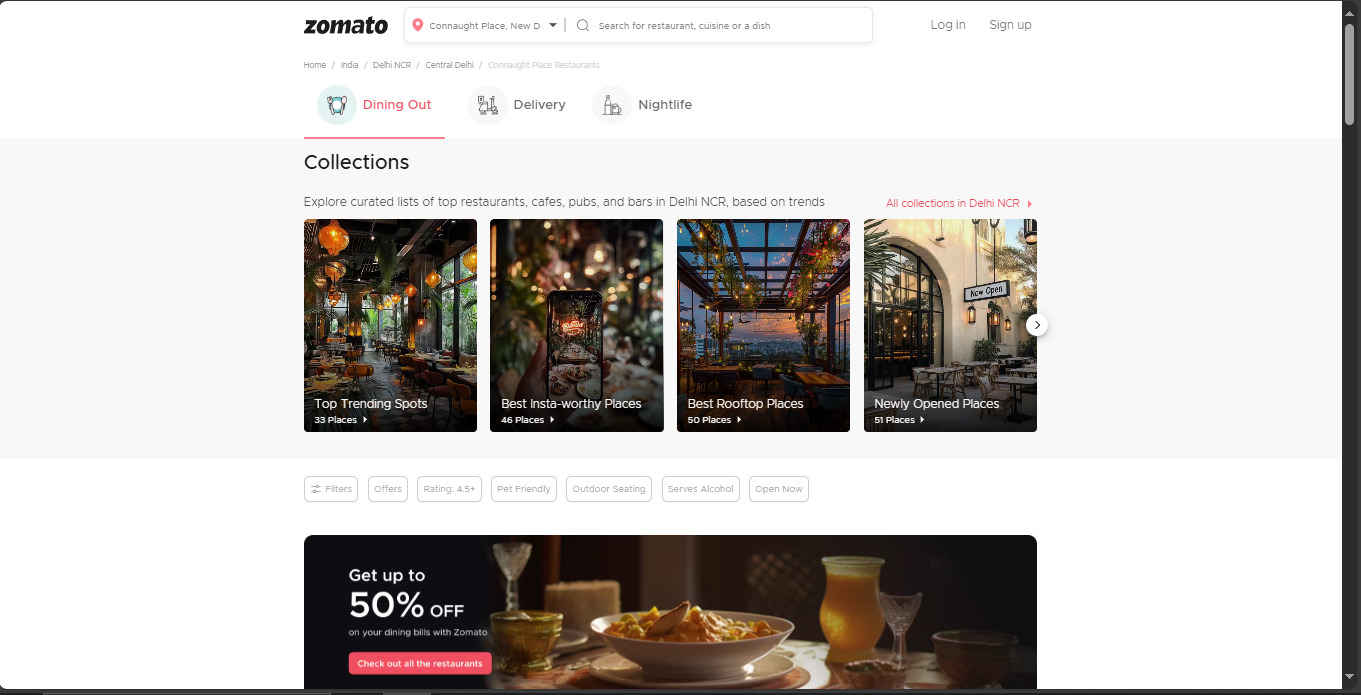 zomato
Connaught Place, New D
Search for restaurant, cuisine or a dish
Log in
Sign up
Home / India / Delhi NCR / Central Delhi / Connaught Place Restaurants
Dining Out
Delivery
Nightlife
Collections
Explore curated lists of top restaurants, cafes, pubs, and bars in Delhi NCR, based on trends
All collections in Delhi NCR
Now Open
Top Trending Spots
33 Places
Best Insta-worthy Places
46 Places
Best Rooftop Places
50 Places
Newly Opened Places
51 Places
Filters
Offers
Rating: 4.5+
Pet Friendly
Outdoor Seating
Serves Alcohol
Open Now
Get up to
50% OFF
on your dining bills with Zomato
Check out all the restaurants